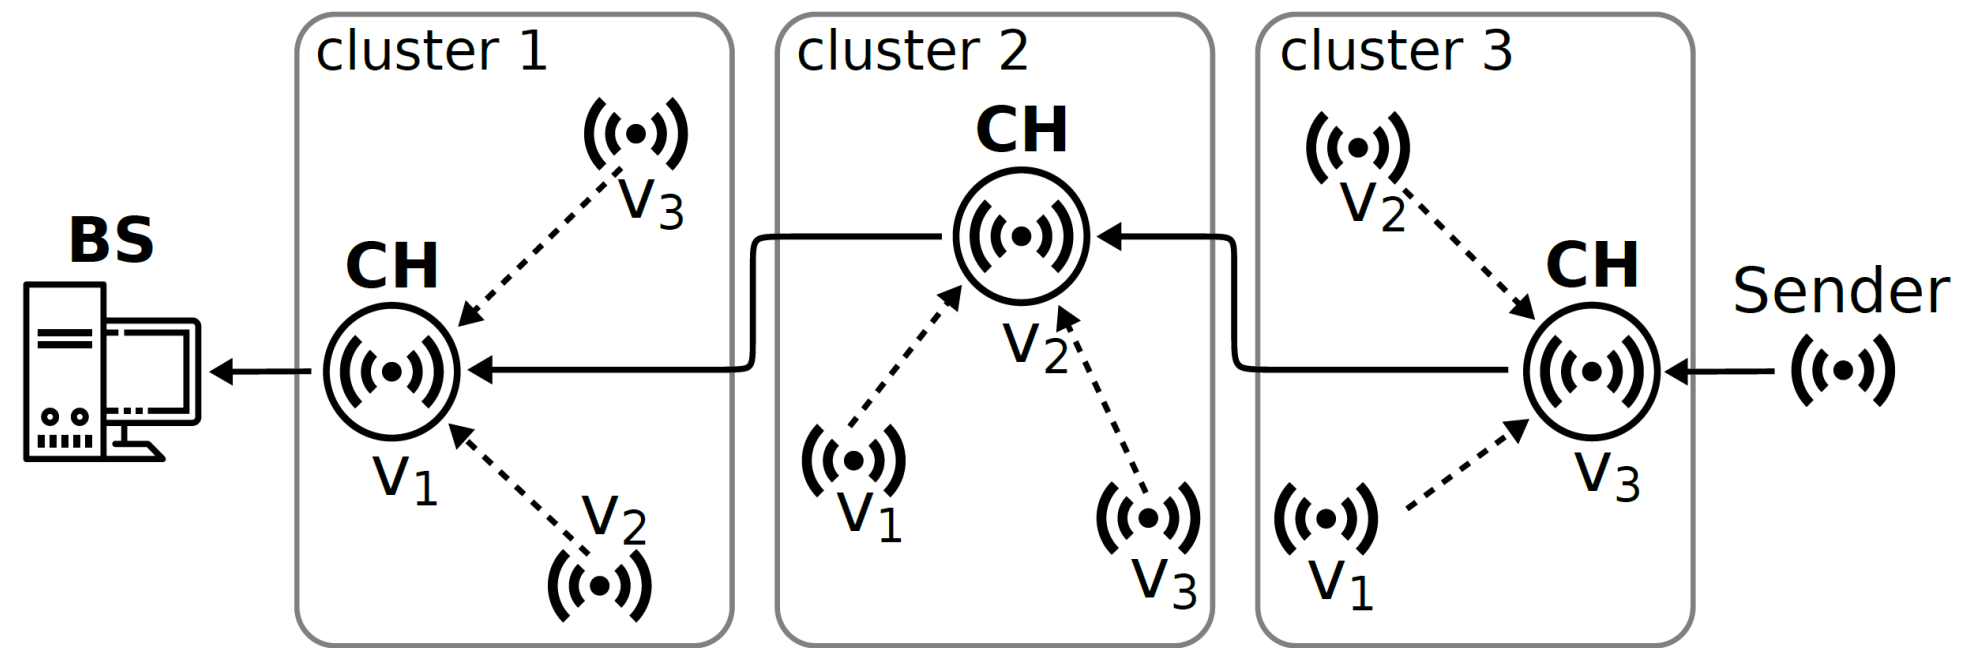 cluster 1
cluster 2
cluster 3
CH
v₃
v₂
BS
CH
CH
Sender
v₂
v₁
v₃
v₂
v₁
v₃
v₁